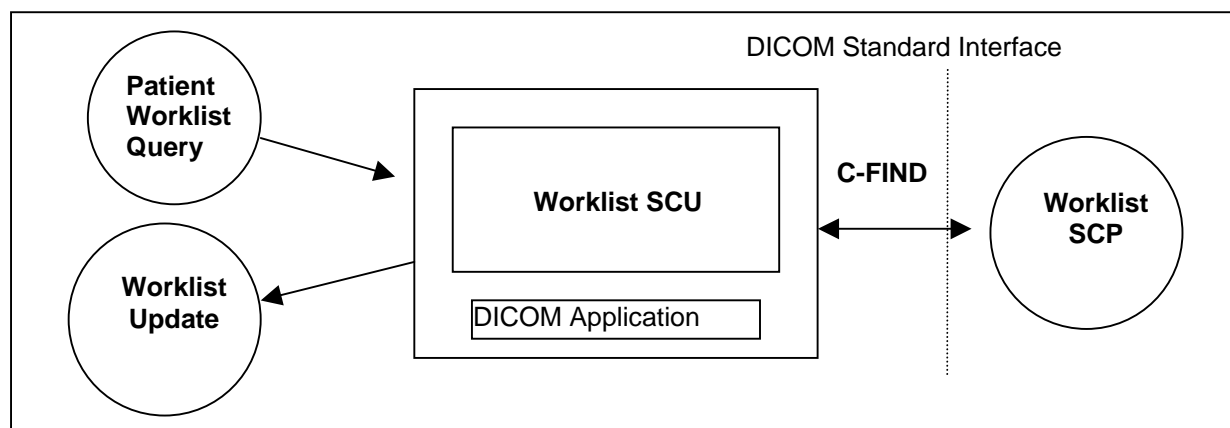 DICOM Standard Interface
Patient
Worklist
Query
Worklist SCU
C-FIND
Worklist
SCP
Worklist
Update
DICOM Application